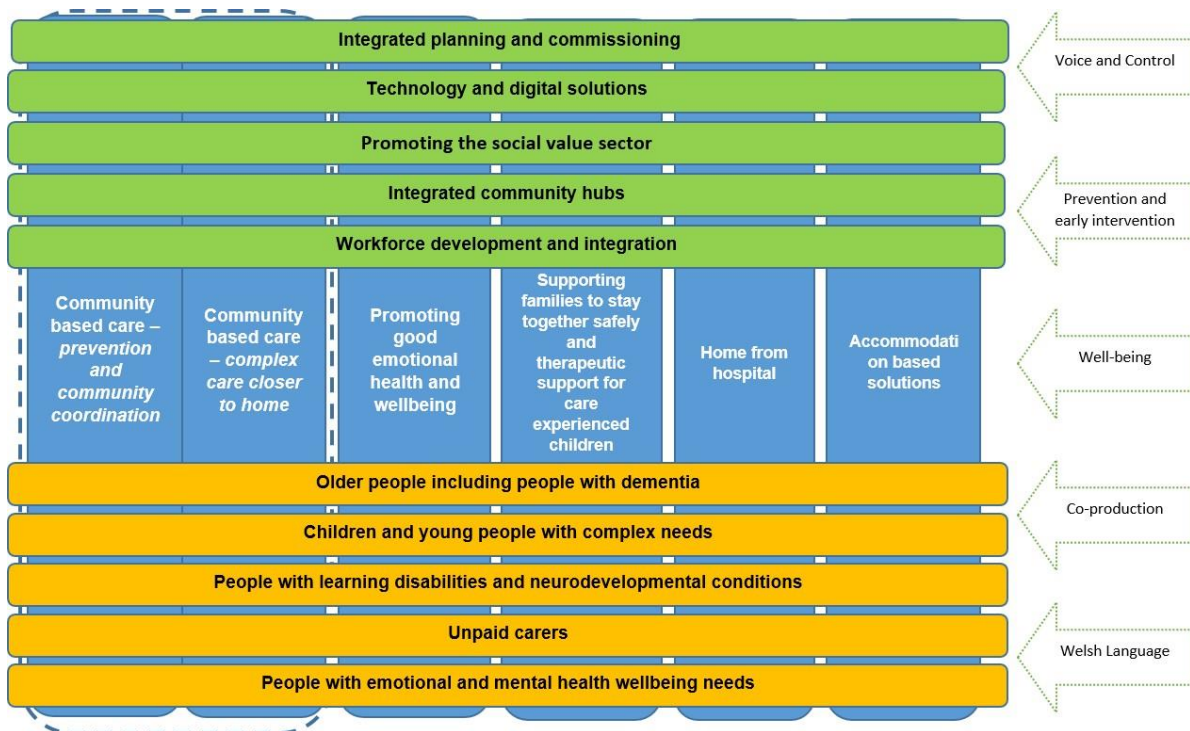 Integrated planning and commissioning
Technology and digital solutions
Promoting the social value sector
Integrated community hubs
Workforce development and integration
Community
based care –
prevention
and
community
coordination
Community
based care
– complex
care closer
to home
Promoting
good
emotional
health and
wellbeing
Supporting
families to stay
together safely
and
therapeutic
support for
care
experienced
children
Home from
hospital
Accommodati
on based
solutions
Older people including people with dementia
Children and young people with complex needs
People with learning disabilities and neurodevelopmental conditions
Unpaid carers
People with emotional and mental health wellbeing needs
Voice and Control
Prevention and
early intervention
Well-being
Co-production
Welsh Language